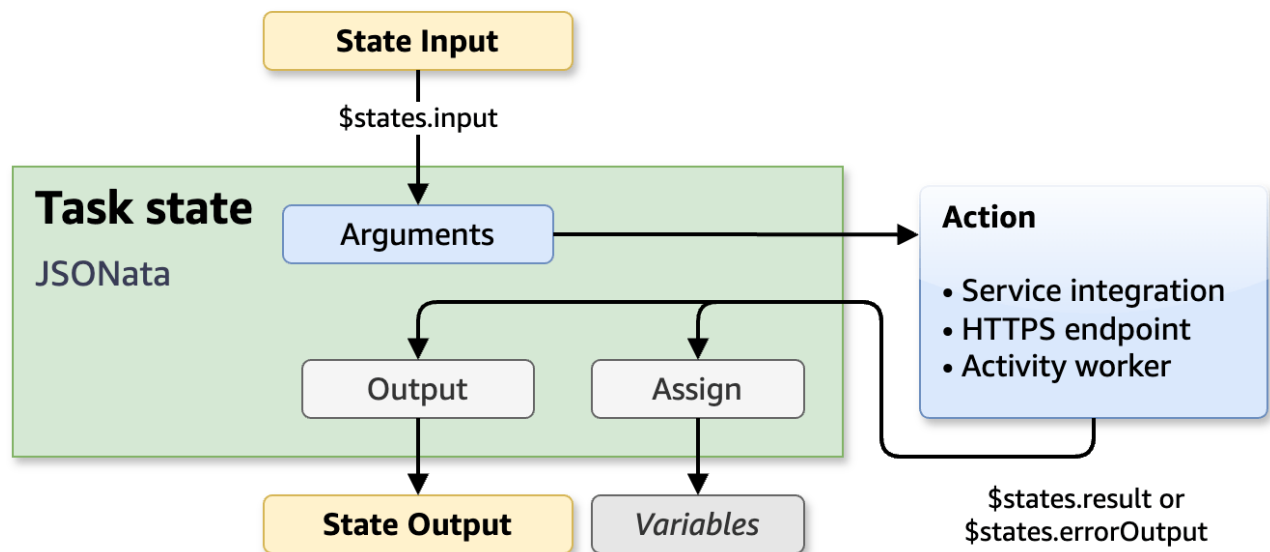 State Input
$states.input
Task state
JSONata
Arguments
Action
• Service integration
• HTTPS endpoint
• Activity worker
Output
Assign
State Output
Variables
$states.result or
$states.errorOutput